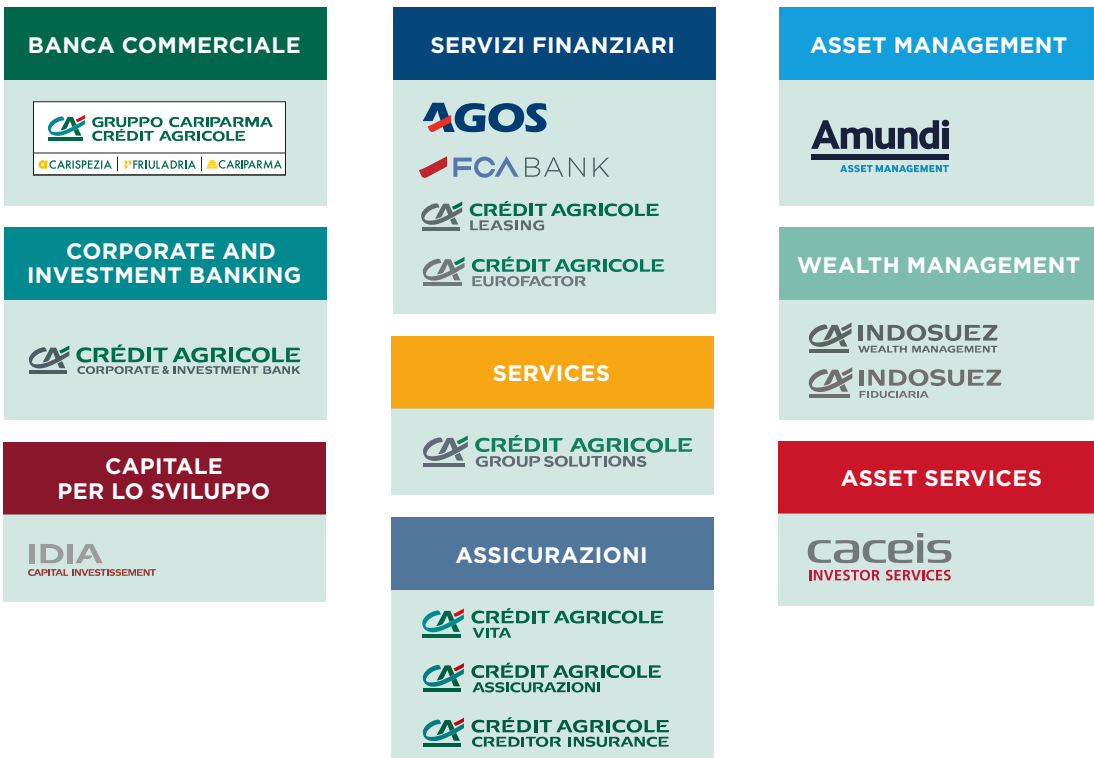 BANCA COMMERCIALE
GRUPPO CARIPARMA
CRÉDIT AGRICOLE
CARISPEZIA | FRIULADRIA | CARIPARMA
CORPORATE AND
INVESTMENT BANKING
CRÉDIT AGRICOLE
CORPORATE & INVESTMENT BANK
CAPITALE
PER LO SVILUPPO
IDIA
CAPITAL INVESTISSEMENT
SERVIZI FINANZIARI
AGOS
FCA BANK
CRÉDIT AGRICOLE
LEASING
CRÉDIT AGRICOLE
EUROFACTOR
SERVICES
CRÉDIT AGRICOLE
GROUP SOLUTIONS
ASSICURAZIONI
CRÉDIT AGRICOLE
VITA
CRÉDIT AGRICOLE
ASSICURAZIONI
CRÉDIT AGRICOLE
CREDITOR INSURANCE
ASSET MANAGEMENT
Amundi
ASSET MANAGEMENT
WEALTH MANAGEMENT
INDOSUEZ
WEALTH MANAGEMENT
INDOSUEZ
FIDUCIARIA
ASSET SERVICES
caceis
INVESTOR SERVICES